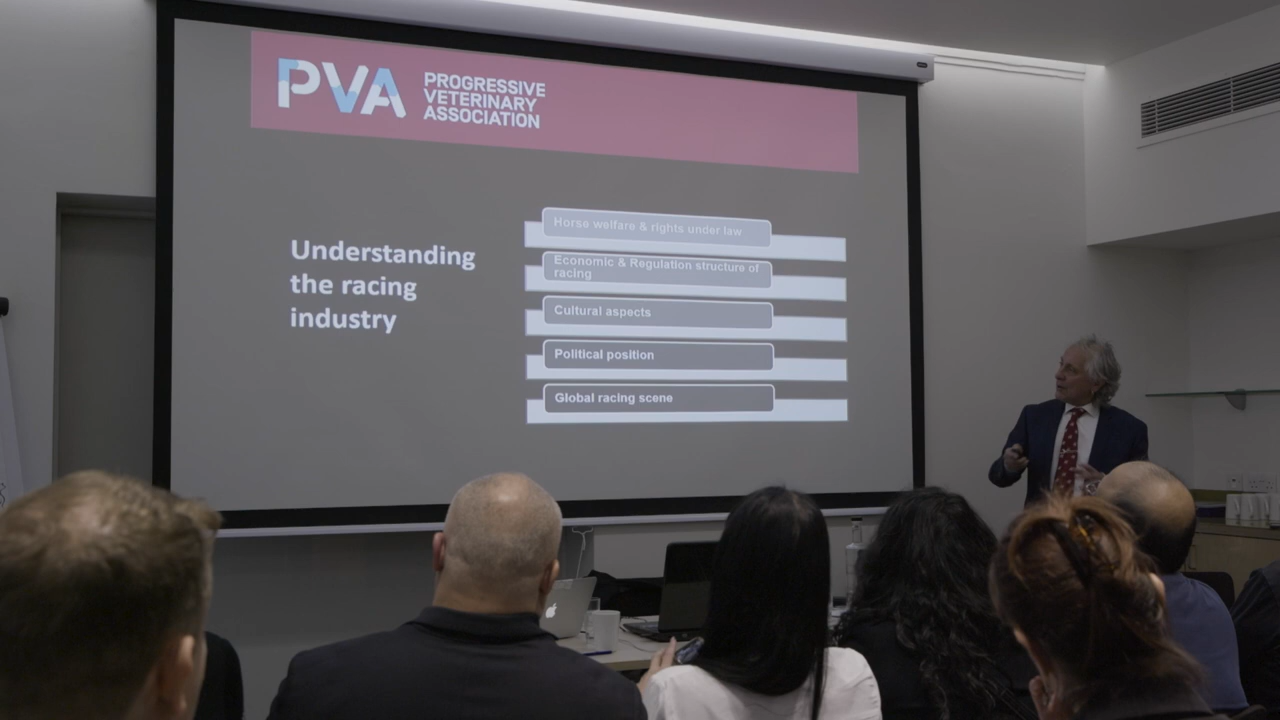 PVA
PROGRESSIVE
VETERINARY
ASSOCIATION
Understanding
the racing
industry
Horse welfare & rights under law
Economic & Regulation structure of
racing
Cultural aspects
Political position
Global racing scene